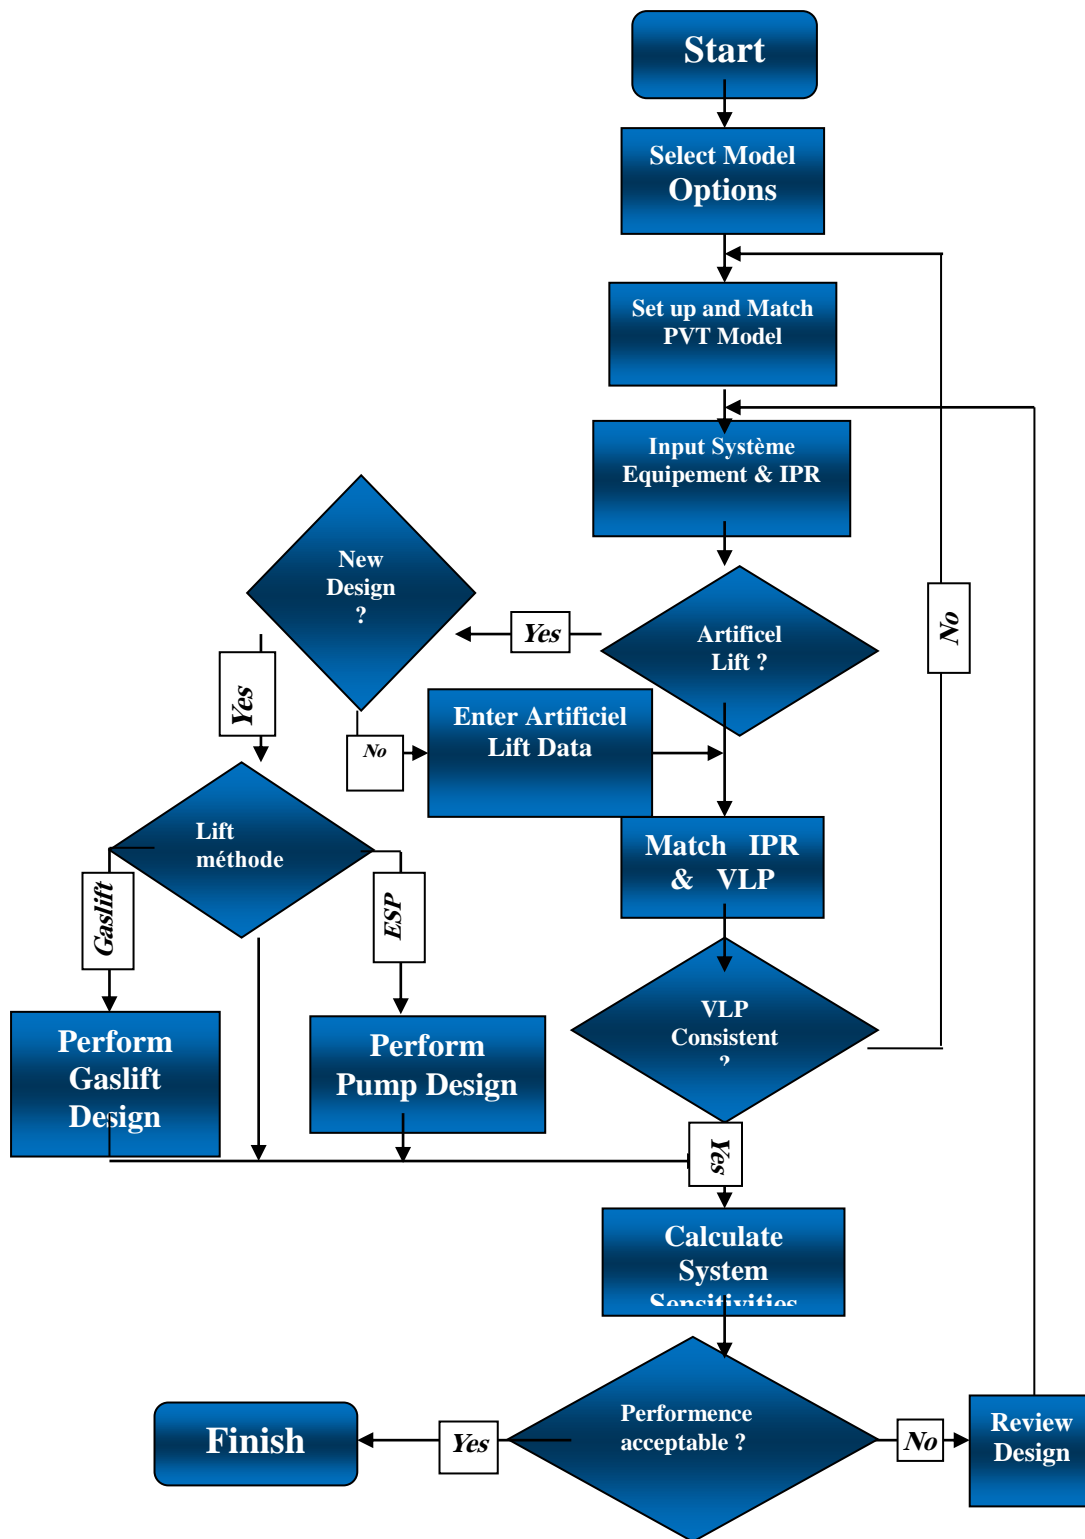 Start
Select Model
Options
Set up and Match
PVT Model
Input Système
Equipement & IPR
New
Design
?
Artificel
Lift ?
Yes
No
Yes
Enter Artificiel
Lift Data
No
Lift
méthode
Match IPR
& VLP
Gaslift
ESP
VLP
Consistent
?
Perform
Gaslift
Design
Perform
Pump Design
Yes
Calculate
System
Sensitivities
Performence
acceptable ?
Finish
Yes
No
Review
Design